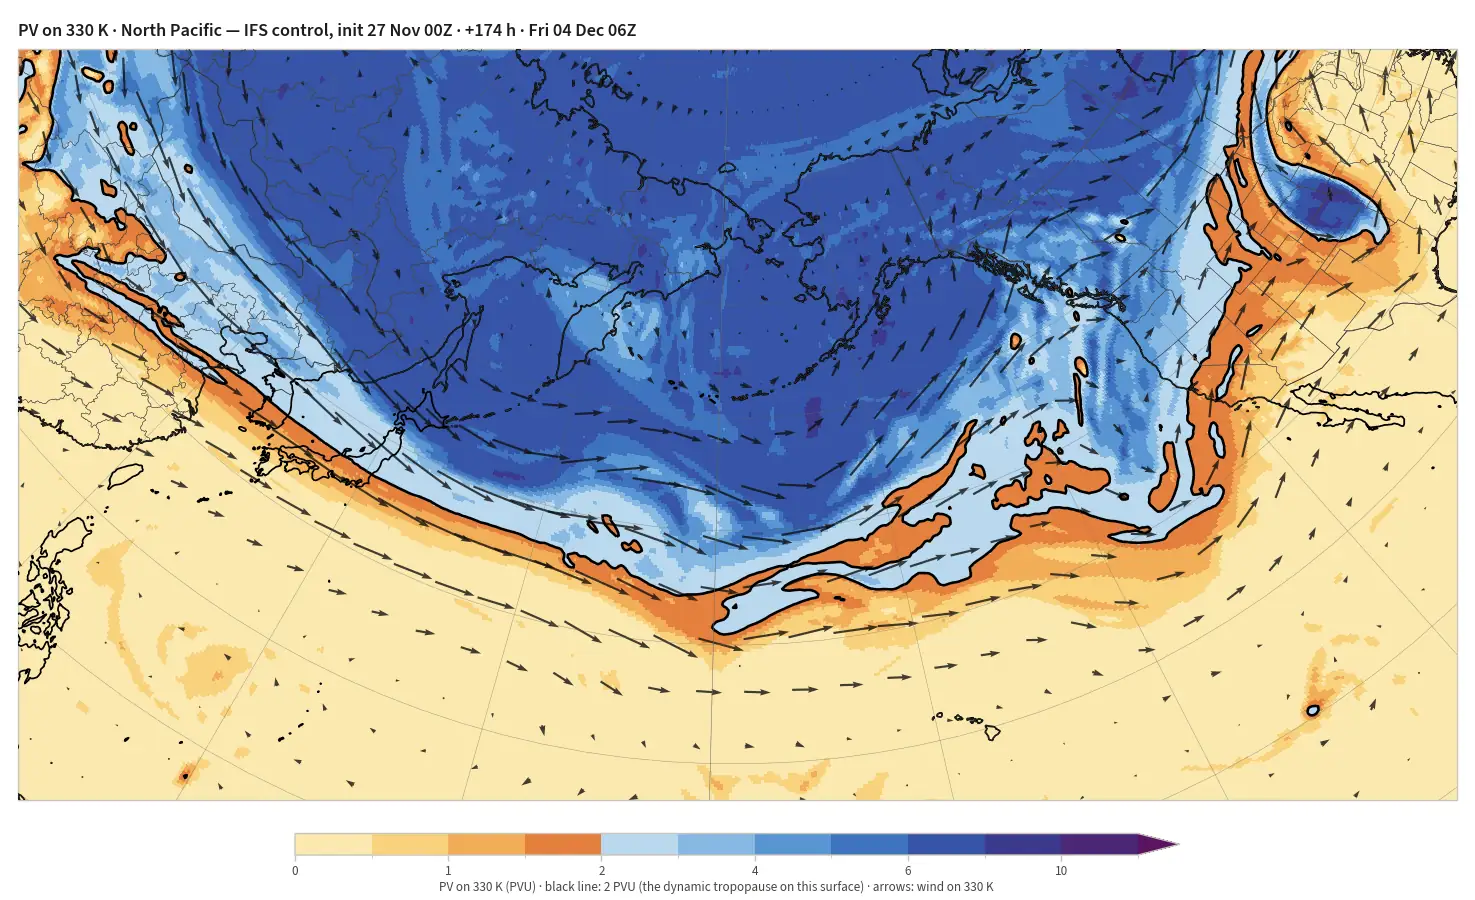 PV on 330 K · North Pacific — IFS control, init 27 Nov 00Z · +174 h · Fri 04 Dec 06Z
0 1 2 4 6 10
PV on 330 K (PVU) · black line: 2 PVU (the dynamic tropopause on this surface) · arrows: wind on 330 K